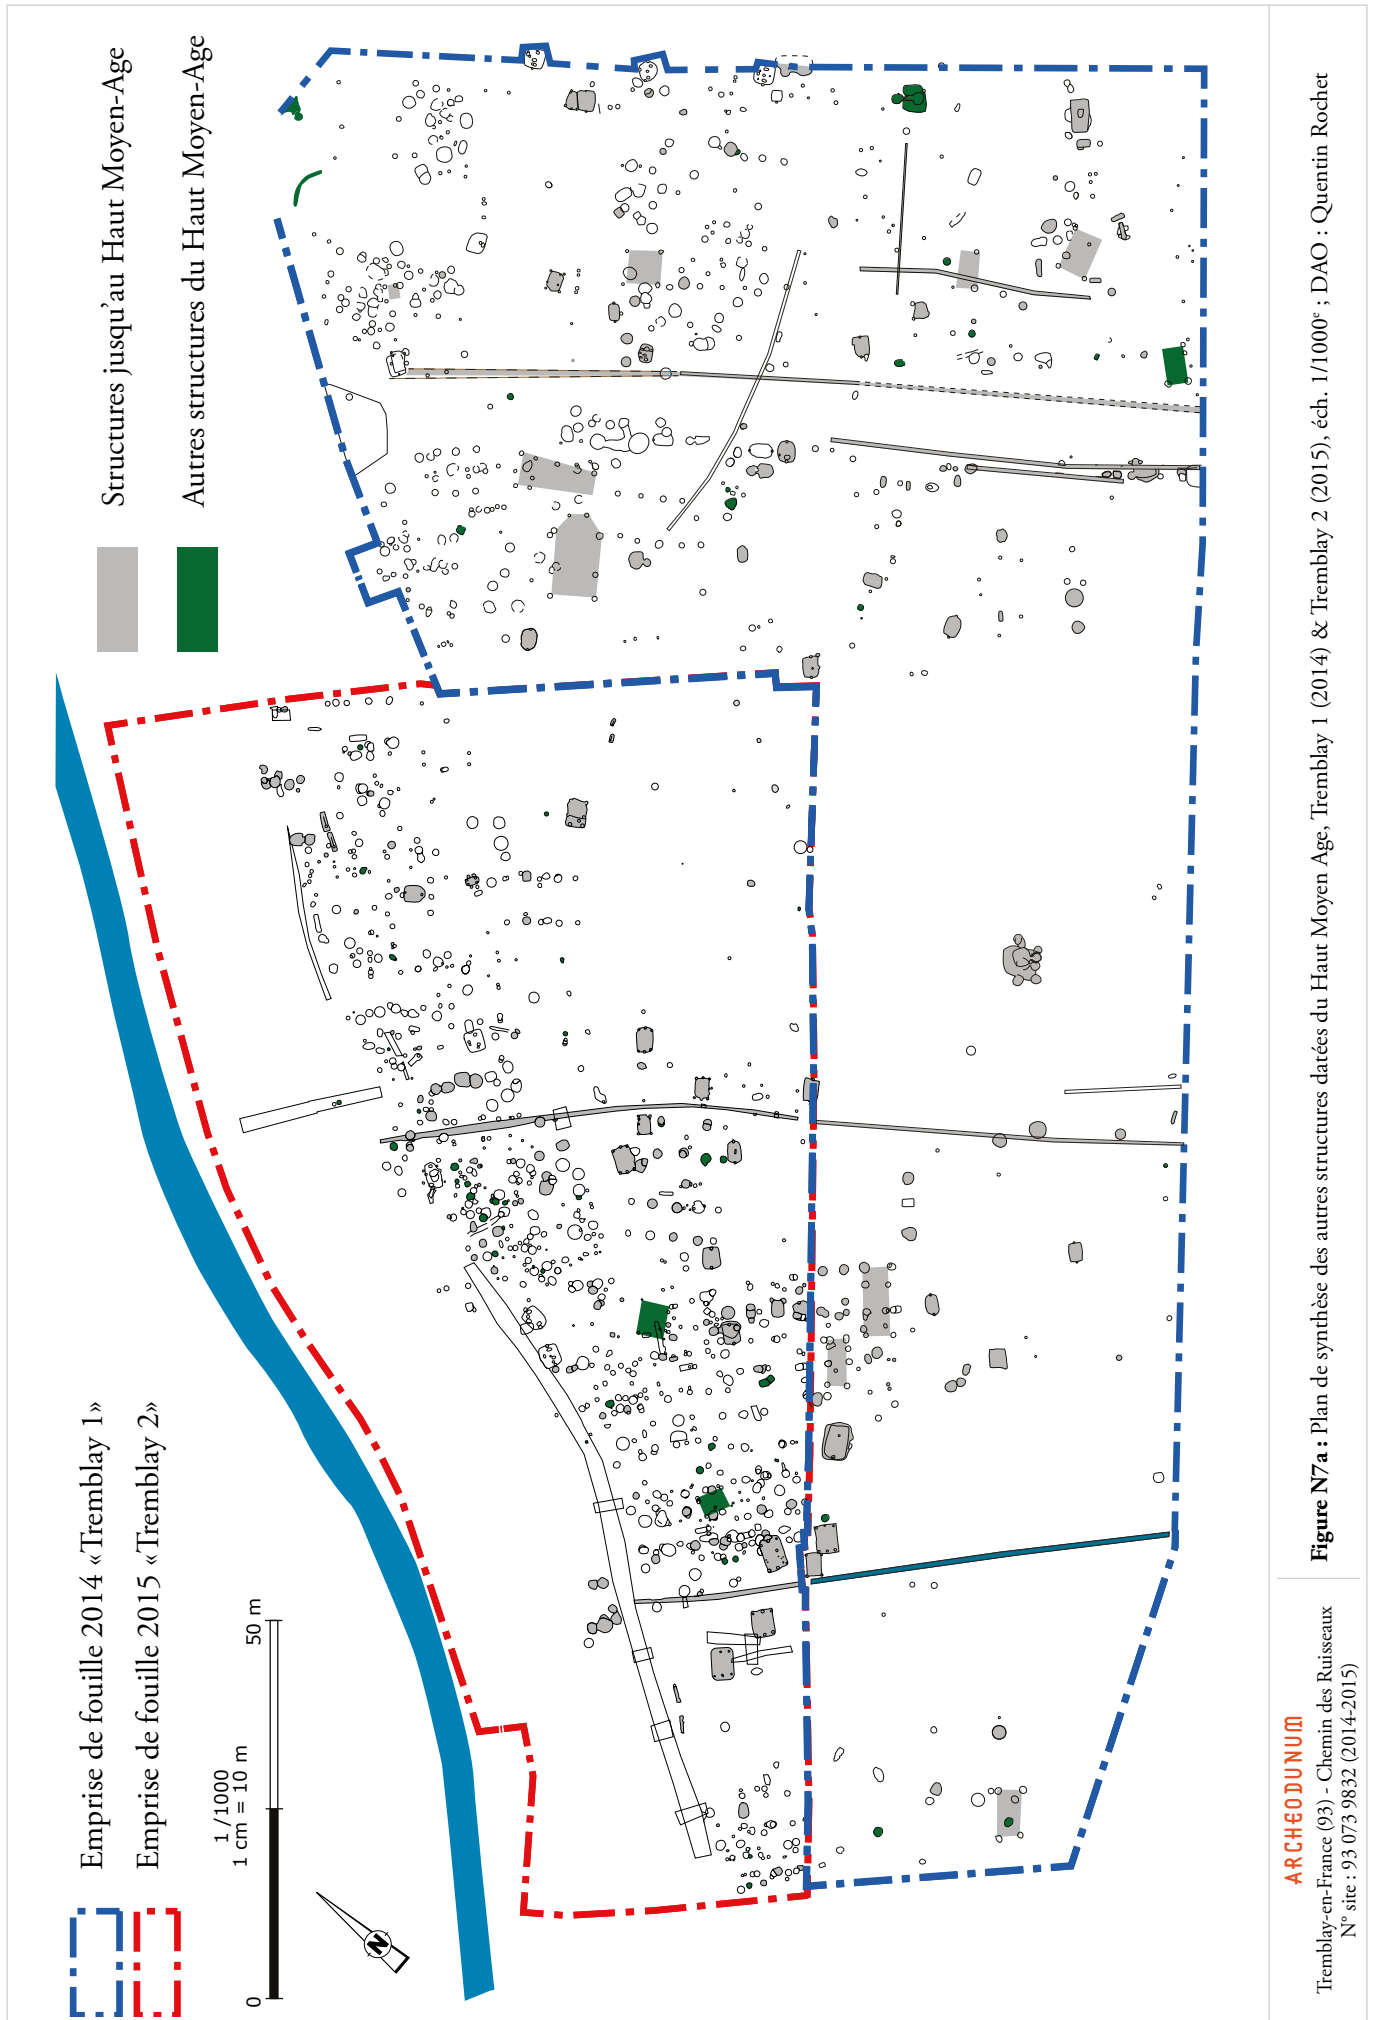 Structures jusqu'au Haut Moyen-Age
Autres structures du Haut Moyen-Age
Emprise de fouille 2014 «Tremblay 1»
Emprise de fouille 2015 «Tremblay 2»
1 /1000
1 cm = 10 m
0
50 m
N
Figure N7a : Plan de synthèse des autres structures datées du Haut Moyen Age, Tremblay 1 (2014) & Tremblay 2 (2015), éch. 1/1000e ; DAO : Quentin Rochet
ARCHEODUNUM
Tremblay-en-France (93) - Chemin des Ruisseaux
N° site : 93 073 9832 (2014-2015)